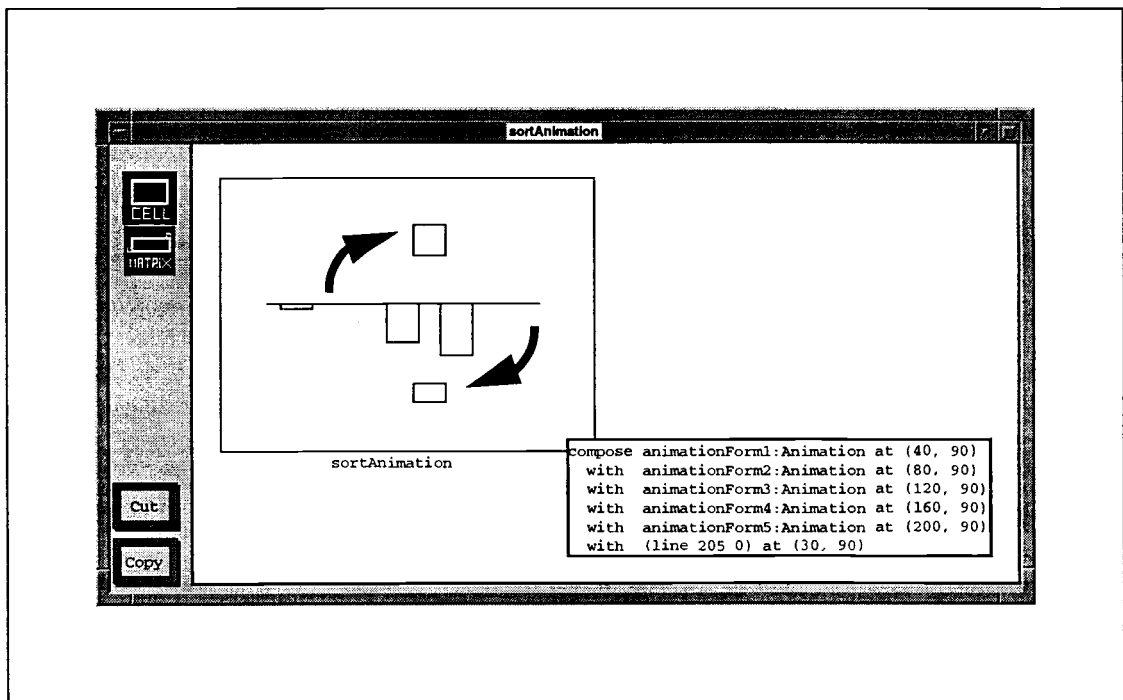 sortAnimation
CELL
MATRIX
sortAnimation
compose animationForm1:Animation at (40, 90)
with animationForm2:Animation at (80, 90)
with animationForm3:Animation at (120, 90)
with animationForm4:Animation at (160, 90)
with animationForm5:Animation at (200, 90)
with (line 205 0) at (30, 90)
Cut
Copy